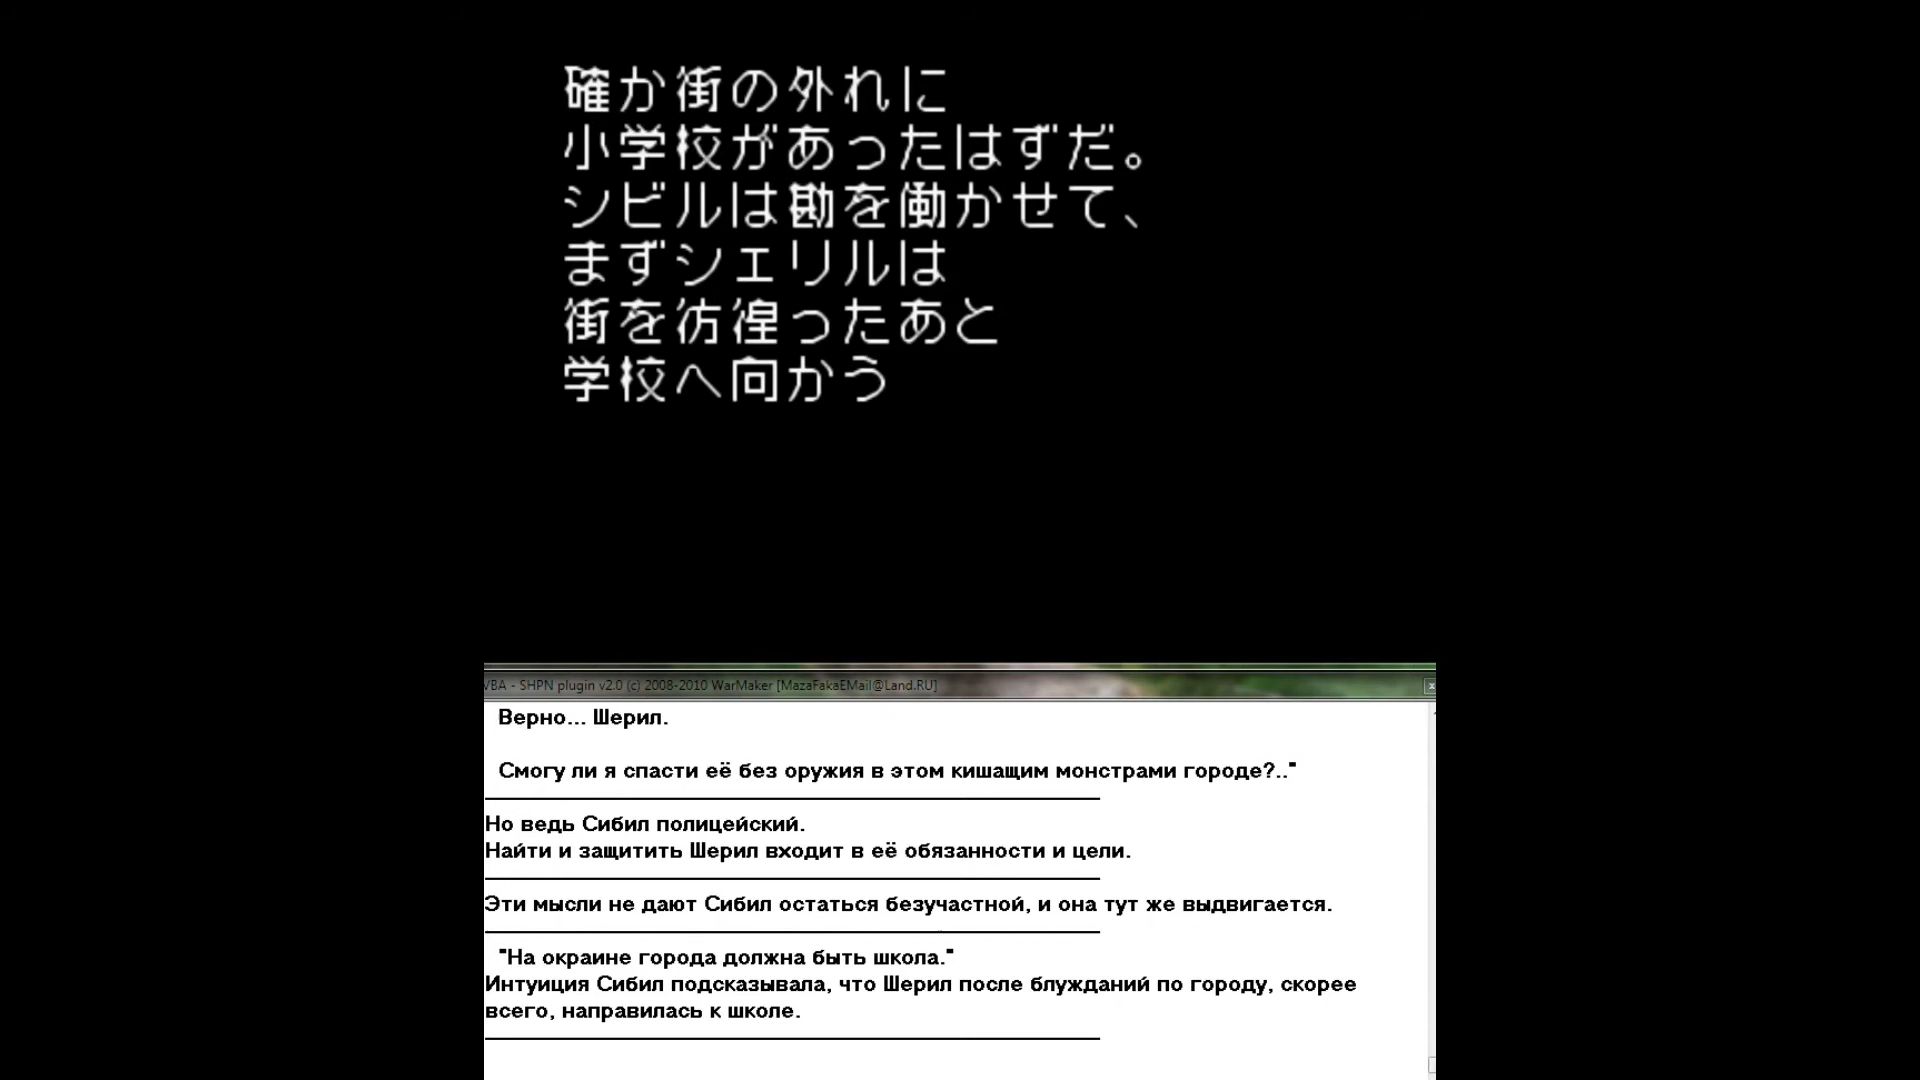 確か街の外れに
小学校があったはずだ。
シビルは勘を働かせて、
まずシェリルは
街を彷徨ったあと
学校へ向かう
VBA - SHPN plugin v2.0 (c) 2008-2010 WarMaker [MazaFakaEMail@Land.RU]
Верно... Шерил.
Смогу ли я спасти её без оружия в этом кишащим монстрами городе?.."
Но ведь Сибил полицейский.
Найти и защитить Шерил входит в её обязанности и цели.
Эти мысли не дают Сибил остаться безучастной, и она тут же выдвигается.
"На окраине города должна быть школа."
Интуиция Сибил подсказывала, что Шерил после блужданий по городу, скорее
всего, направилась к школе.